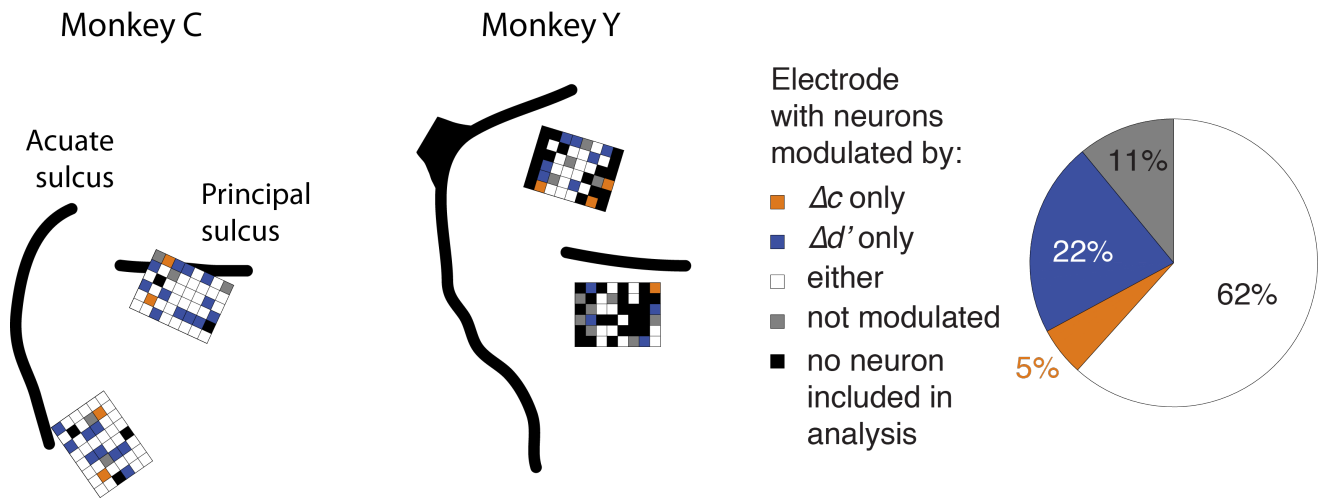 Monkey C
Monkey Y
Acuate
sulcus
Principal
sulcus
Electrode
with neurons
modulated by:
Δc only
Δd’ only
either
not modulated
no neuron
included in
analysis
11%
22%
62%
5%